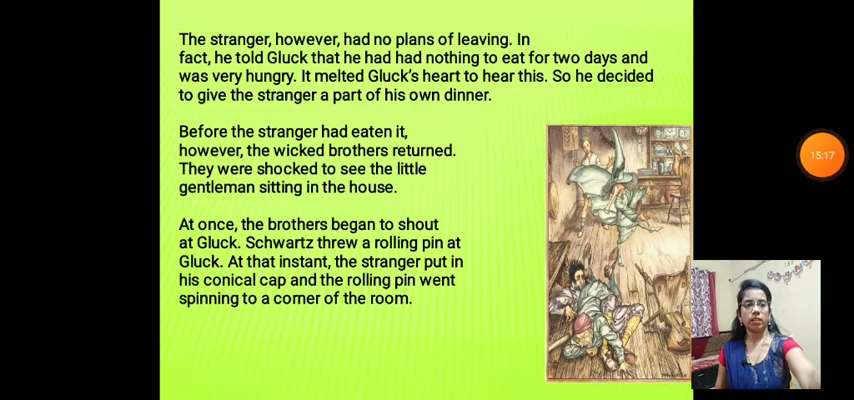 The stranger, however, had no plans of leaving. In
fact, he told Gluck that he had had nothing to eat for two days and
was very hungry. It melted Gluck's heart to hear this. So he decided
to give the stranger a part of his own dinner.
Before the stranger had eaten it,
however, the wicked brothers returned.
They were shocked to see the little
gentleman sitting in the house.
At once, the brothers began to shout
at Gluck. Schwartz threw a rolling pin at
Gluck. At that instant, the stranger put in
his conical cap and the rolling pin went
spinning to a corner of the room.
15:17